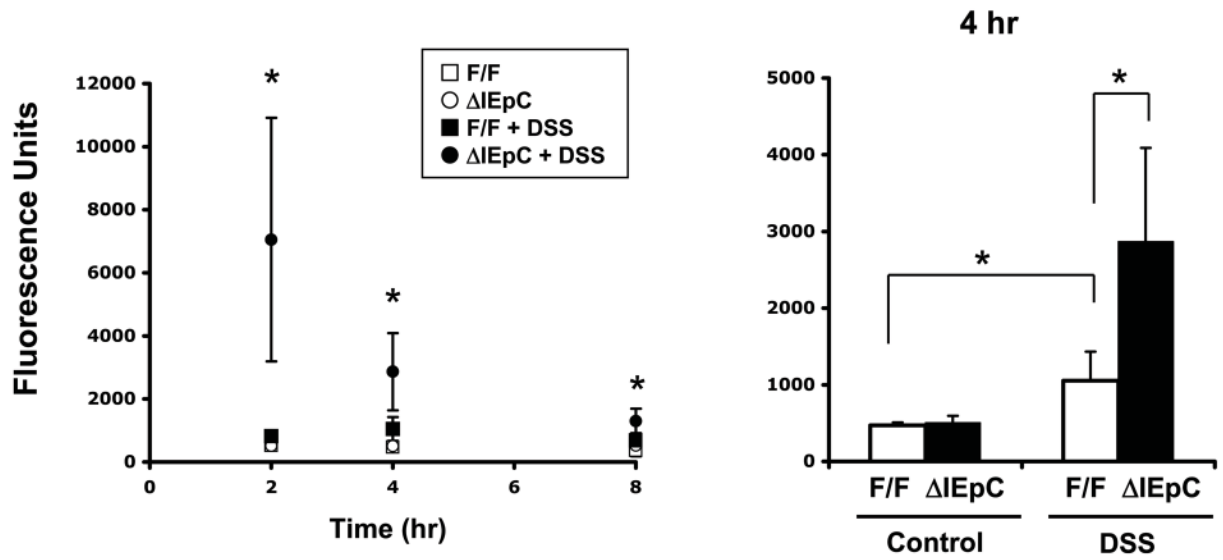 Fluorescence Units
12000
10000
8000
6000
4000
2000
0
*
*
*
0 2 4 6 8
Time (hr)
F/F
ΔIEpC
F/F + DSS
ΔIEpC + DSS
4 hr
5000
4000
3000
2000
1000
0
*
*
F/F ΔIEpC F/F ΔIEpC
Control DSS